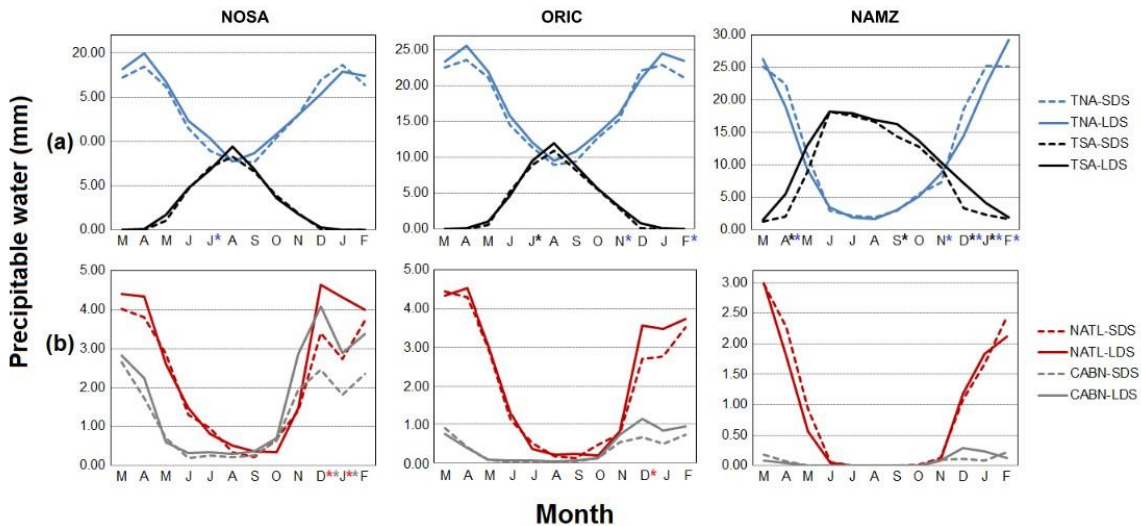 NOSA ORIC NAMZ
Precipitable water (mm)
(a)
20.00
5.00
0.00
5.00
0.00
M A M J* A S O N D J F
25.00
20.00
15.00
10.00
5.00
0.00
M A M J* A S O N* D J F*
30.00
25.00
20.00
15.00
10.00
5.00
0.00
M A** M J J A S* O N* D** J** F*
TNA-SDS
TNA-LDS
TSA-SDS
TSA-LDS
(b)
5.00
4.00
3.00
2.00
1.00
0.00
M A M J J A S O N D** J** F
5.00
4.00
3.00
2.00
1.00
0.00
M A M J J A S O N D* J F
3.00
2.50
2.00
1.50
1.00
0.50
0.00
M A M J J A S O N D J F
NATL-SDS
NATL-LDS
CABN-SDS
CABN-LDS
Month